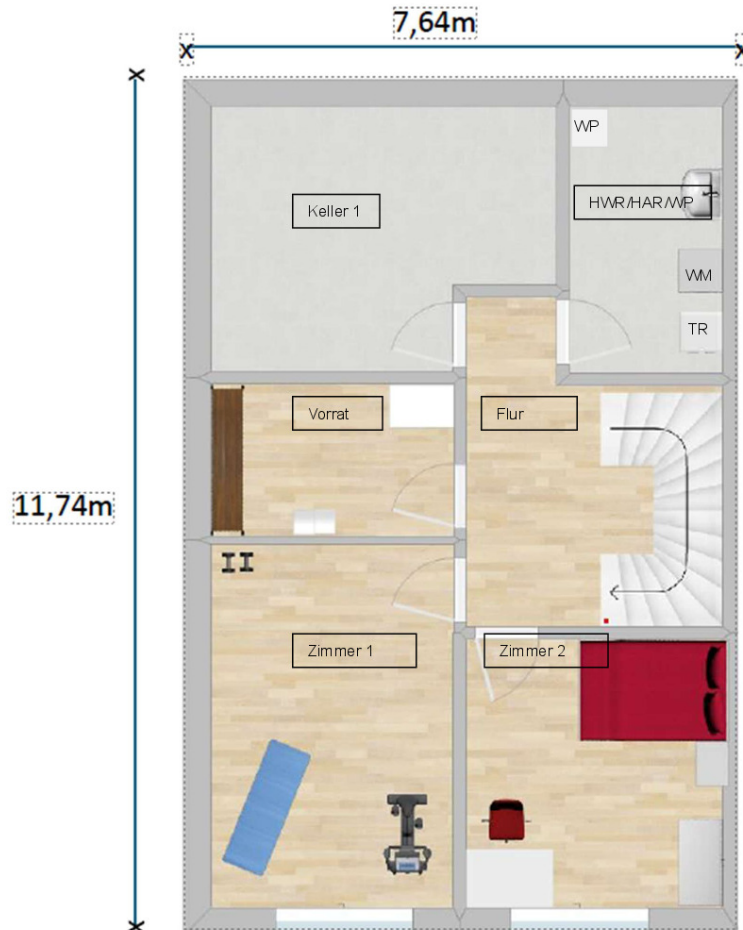 7,64m
WP
HWR/HAR/WP
Keller 1
WM
TR
Vorrat
Flur
11,74m
Zimmer 1
Zimmer 2